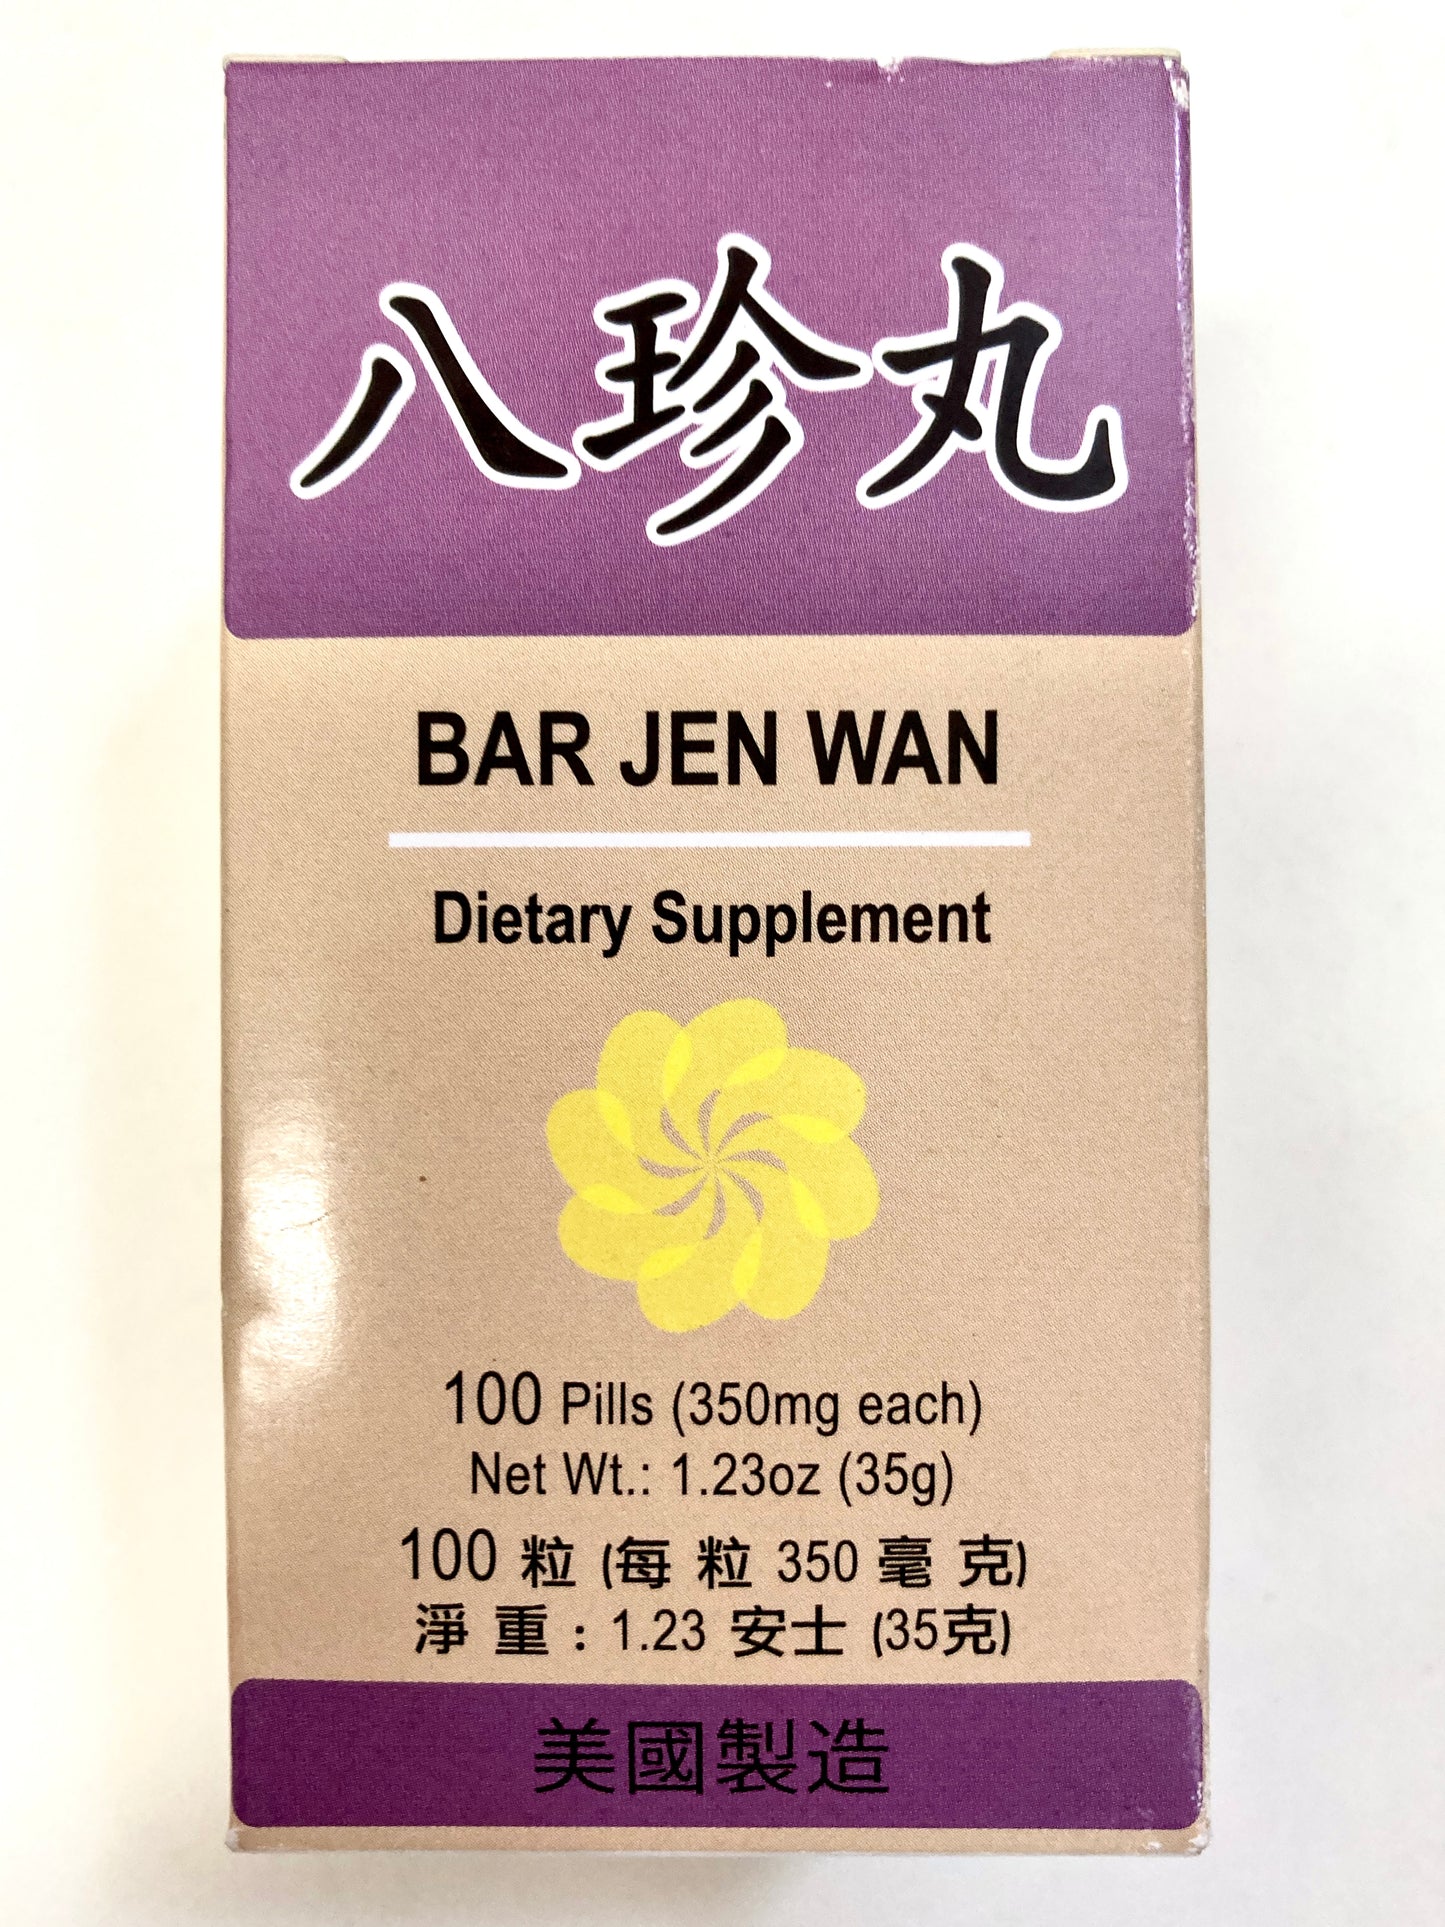 八珍丸
BAR JEN WAN
Dietary Supplement
100 Pills (350mg each)
Net Wt.: 1.23oz (35g)
100 粒 (每 粒 350 毫 克)
淨 重 : 1.23 安士 (35克)
美國製造